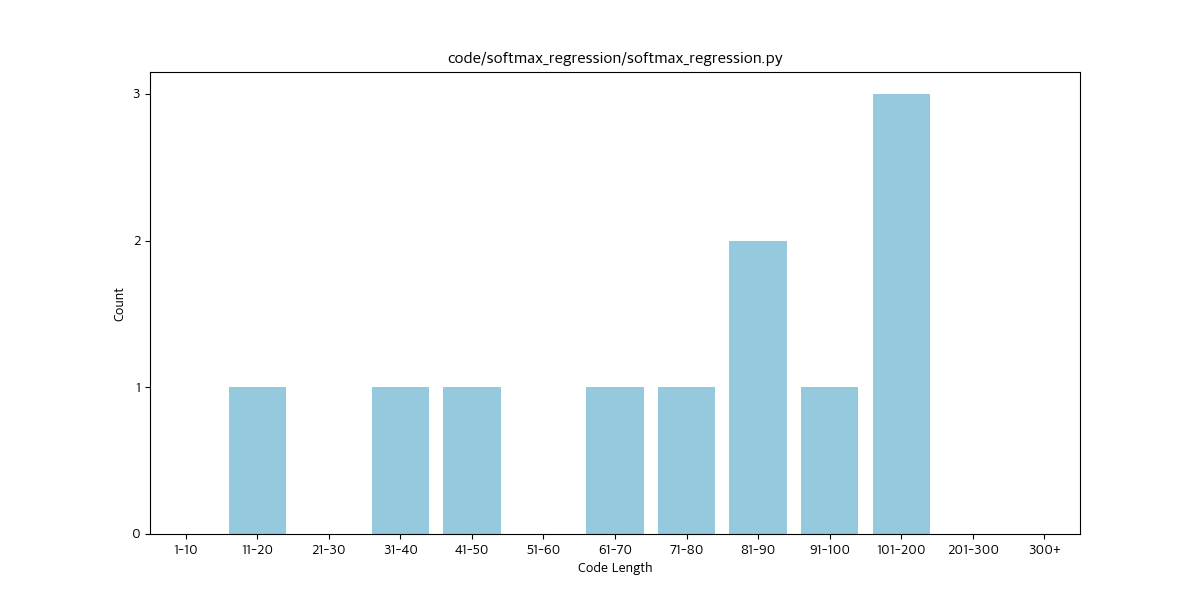 code/softmax_regression/softmax_regression.py
3
2
1
0
Count
1-10 11-20 21-30 31-40 41-50 51-60 61-70 71-80 81-90 91-100 101-200 201-300 300+
Code Length